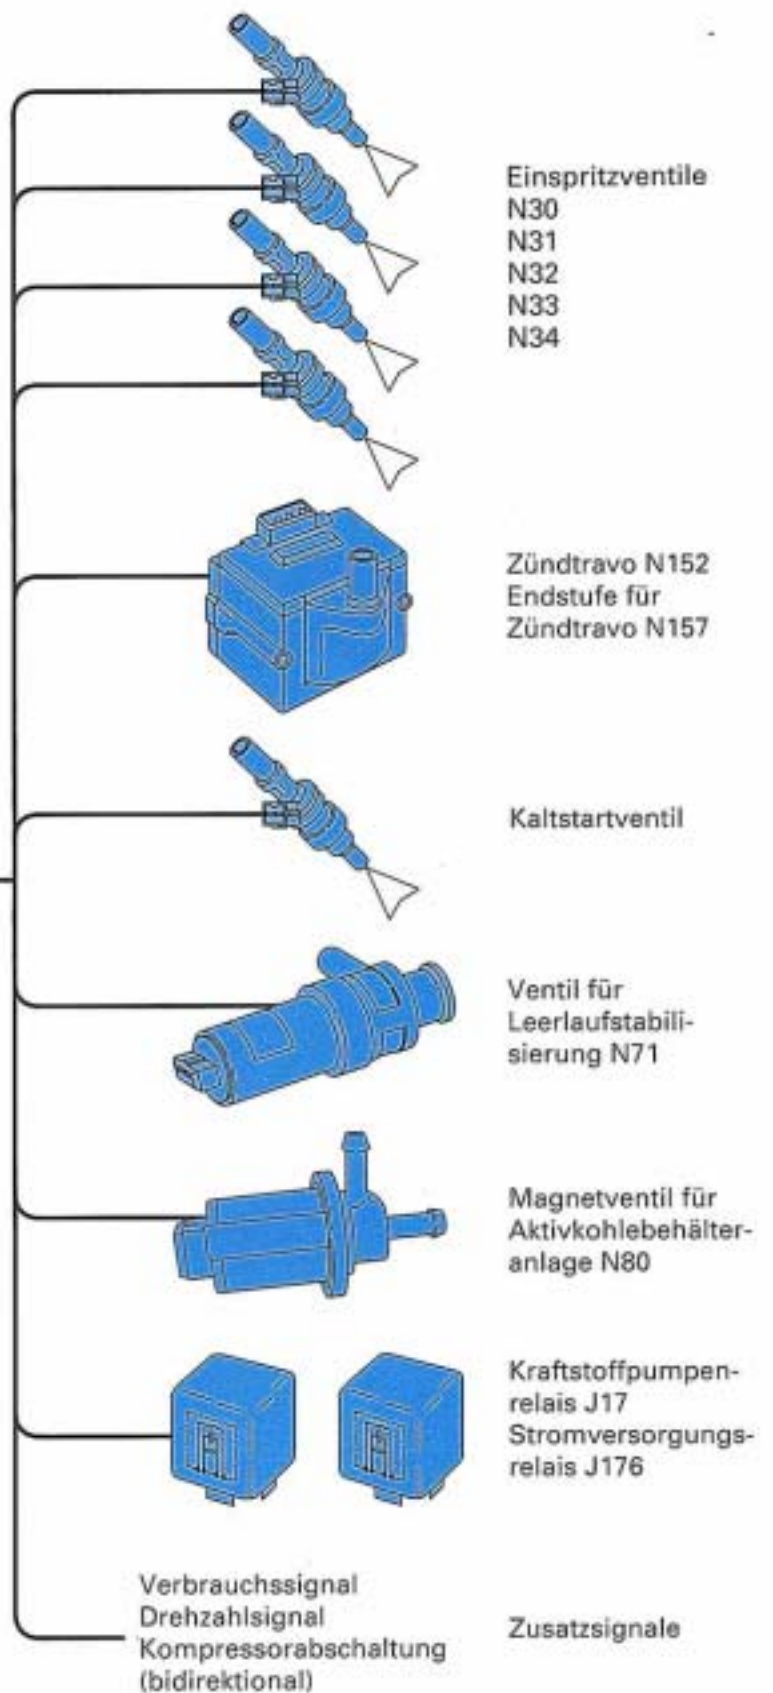 Einspritzventile
N30
N31
N32
N33
N34
Zündtravo N152
Endstufe für
Zündtravo N157
Kaltstartventil
Ventil für
Leerlaufstabili-
sierung N71
Magnetventil für
Aktivkohlebehälter-
anlage N80
Kraftstoffpumpen-
relais J17
Stromversorgungs-
relais J176
Verbrauchssignal
Drehzahlsignal
Kompressorabschaltung
(bidirektional)
Zusatzsignale